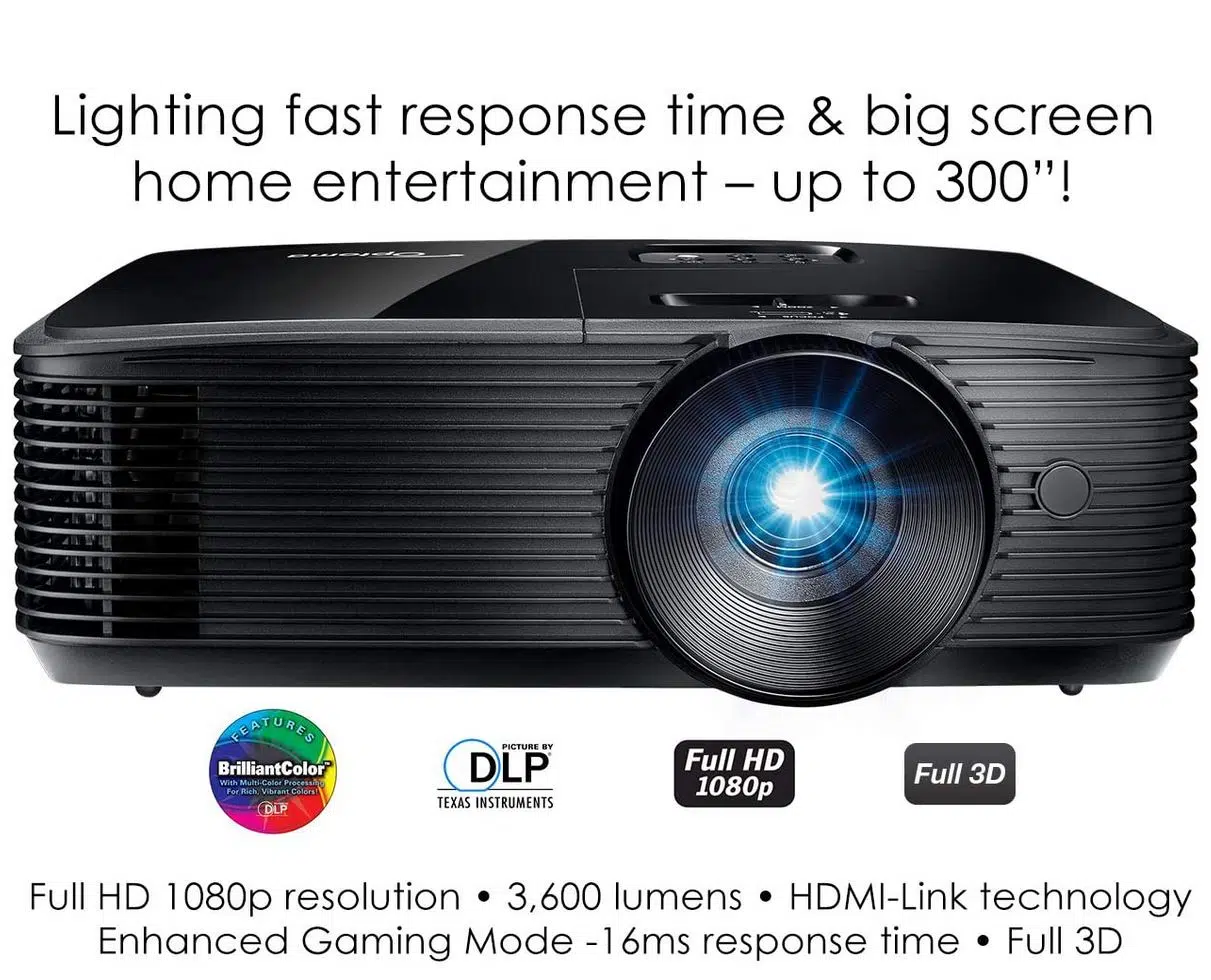 Lighting fast response time & big screen
home entertainment – up to 300”!
Optoma
FEATURES
BrilliantColor™
With Multi-Color Processing
For Rich, Vibrant Colors!
DLP
PICTURE BY
DLP®
TEXAS INSTRUMENTS
Full HD
1080p
Full 3D
Full HD 1080p resolution • 3,600 lumens • HDMI-Link technology
Enhanced Gaming Mode -16ms response time • Full 3D